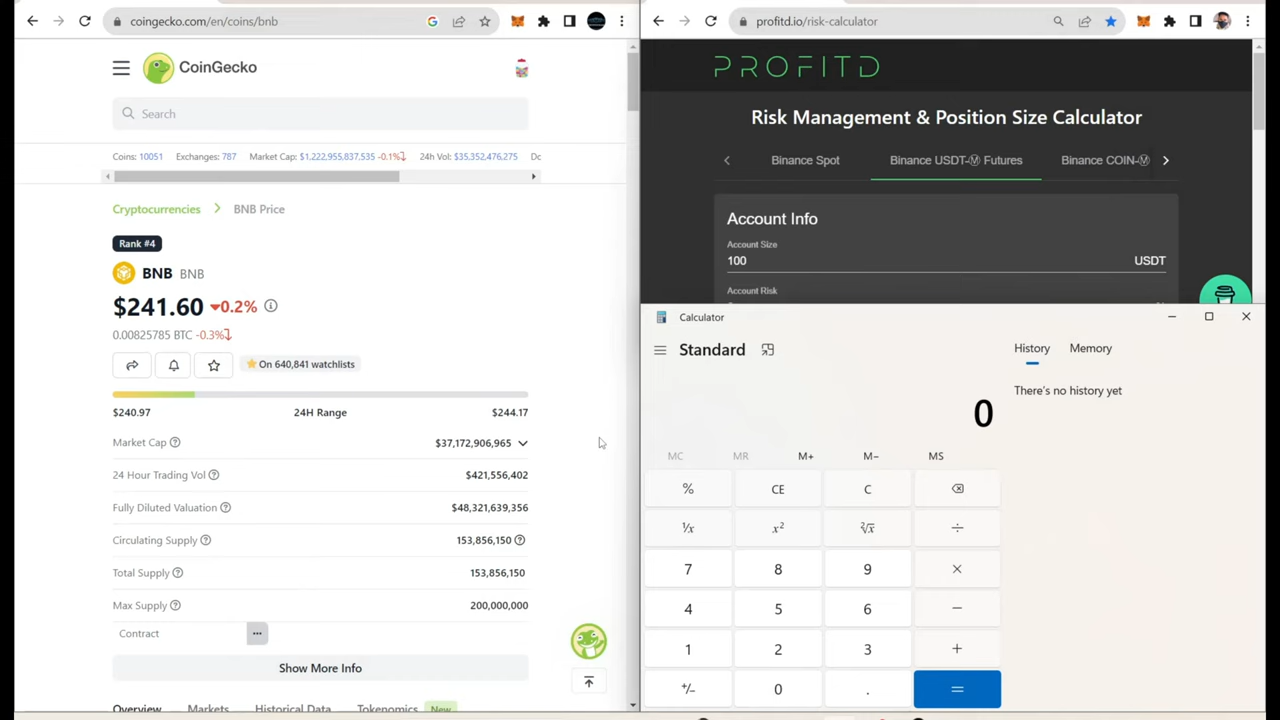 coingecko.com/en/coins/bnb
CoinGecko
Search
Coins: 10051 Exchanges: 787 Market Cap: $1,222,955,837,535 -0.1% 24h Vol: $35,352,476,275
Cryptocurrencies BNB Price
Rank #4
BNB BNB
$241.60 0.2%
0.00825785 BTC -0.3%
On 640,841 watchlists
$240.97 24H Range $244.17
Market Cap $37,172,906,965
24 Hour Trading Vol $421,556,402
Fully Diluted Valuation $48,321,639,356
Circulating Supply 153,856,150
Total Supply 153,856,150
Max Supply 200,000,000
Contract ...
Show More Info
Overview Markets Historical Data Tokenomics New
profitd.io/risk-calculator
PROFITD
Risk Management & Position Size Calculator
Binance Spot Binance USDT-Ⓜ Futures Binance COIN-Ⓜ
Account Info
Account Size
100 USDT
Account Risk
Calculator
Standard
History Memory
There's no history yet
0
MC MR M+ M− MS
% CE C
¹/x x² ²√x ÷
7 8 9 ×
4 5 6 −
1 2 3 +
+/− 0 . =